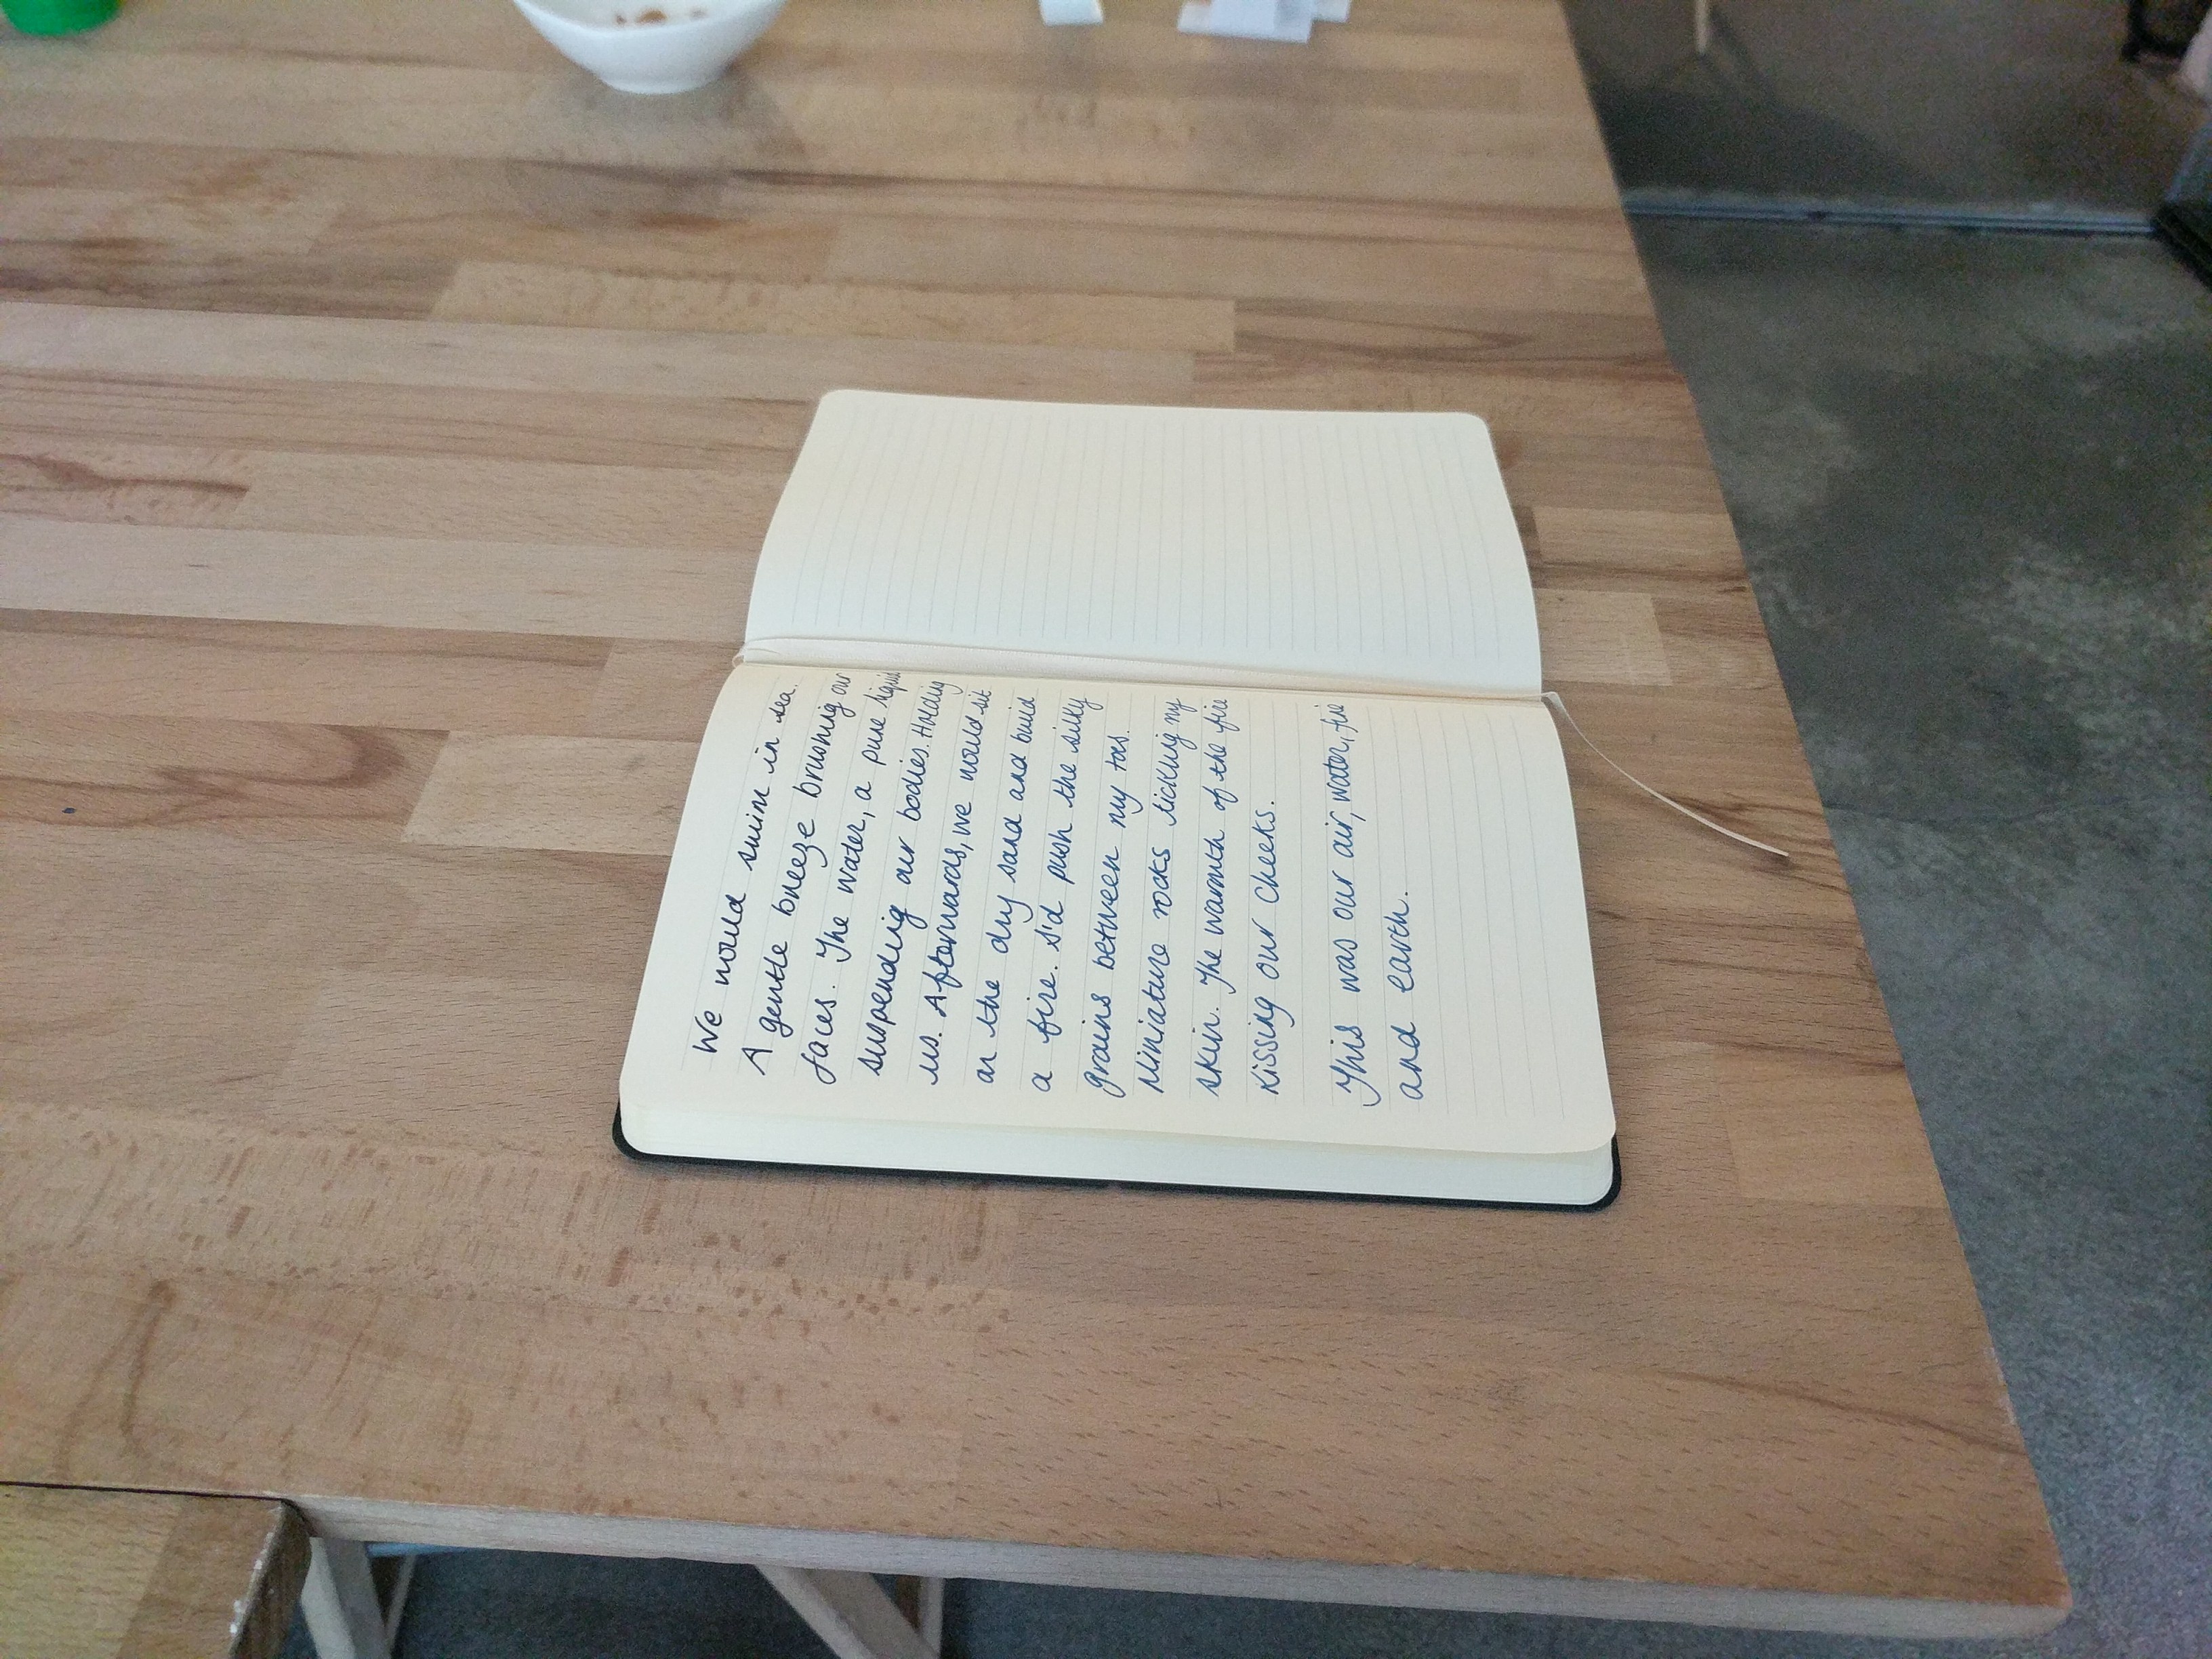 We would swim in sea.
A gentle breeze brushing our
faces. The water, a pure liquid
suspending our bodies. Holding
us. Afterwards, we would sit
on the dry sand and build
a fire. I'd push the silky
grains between my toes.
Miniature rocks tickling my
skin. The warmth of the fire
kissing our cheeks.
This was our air, water, fire
and earth.